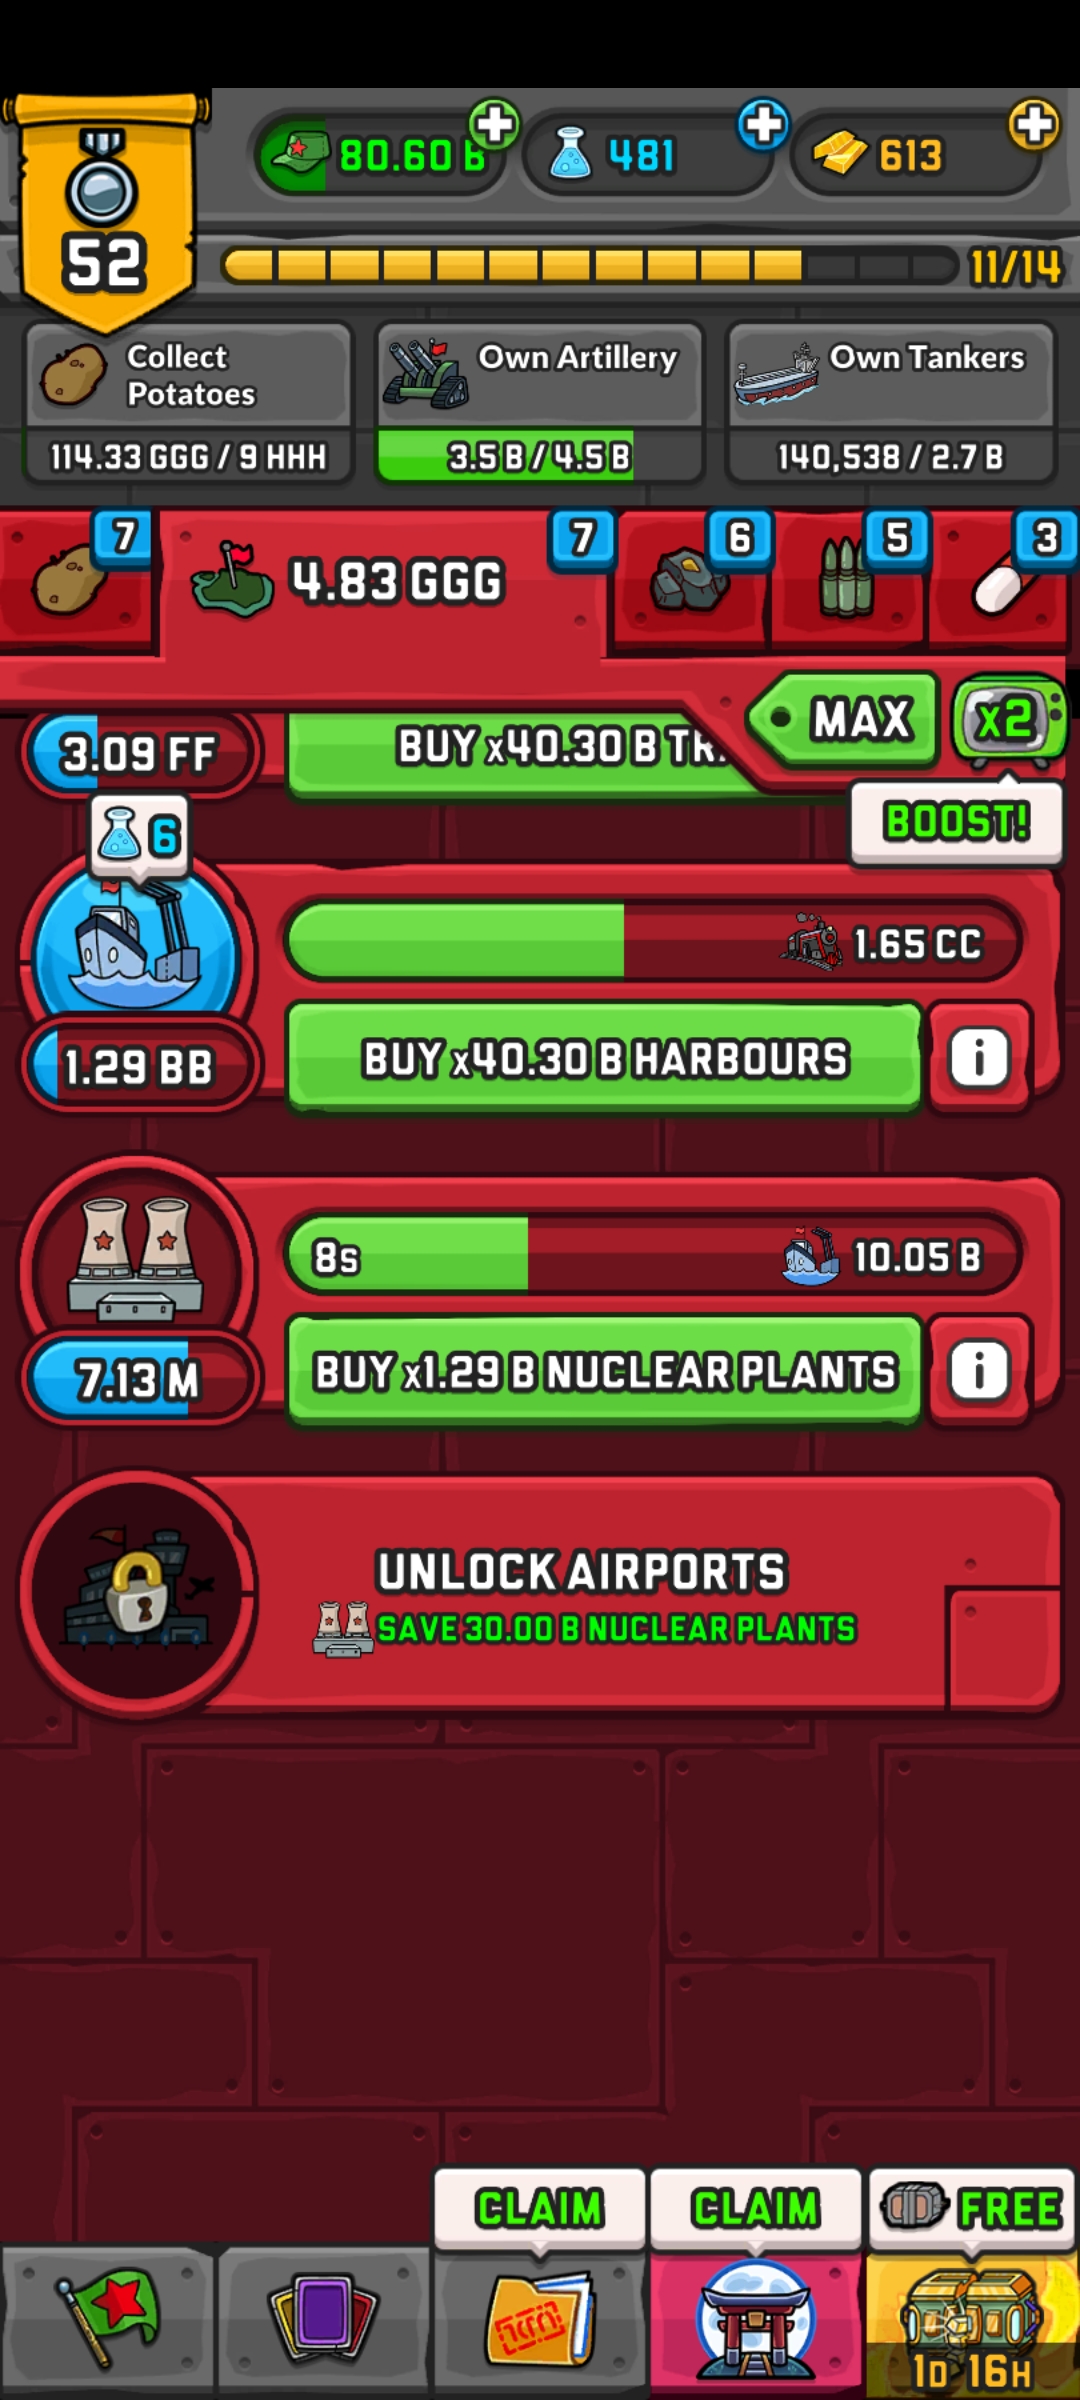 52
80.60 B
481
613
11/14
Collect
Potatoes
114.33 GGG / 9 HHH
Own Artillery
3.5 B / 4.5 B
Own Tankers
140,538 / 2.7 B
7
4.83 GGG
7
6
5
3
MAX
x2
BOOST!
3.09 FF
BUY x40.30 B
6
1.65 CC
1.29 BB
BUY x40.30 B HARBOURS
i
8s
10.05 B
7.13 M
BUY x1.29 B NUCLEAR PLANTS
i
UNLOCK AIRPORTS
SAVE 30.00 B NUCLEAR PLANTS
CLAIM
CLAIM
FREE
1D 16H